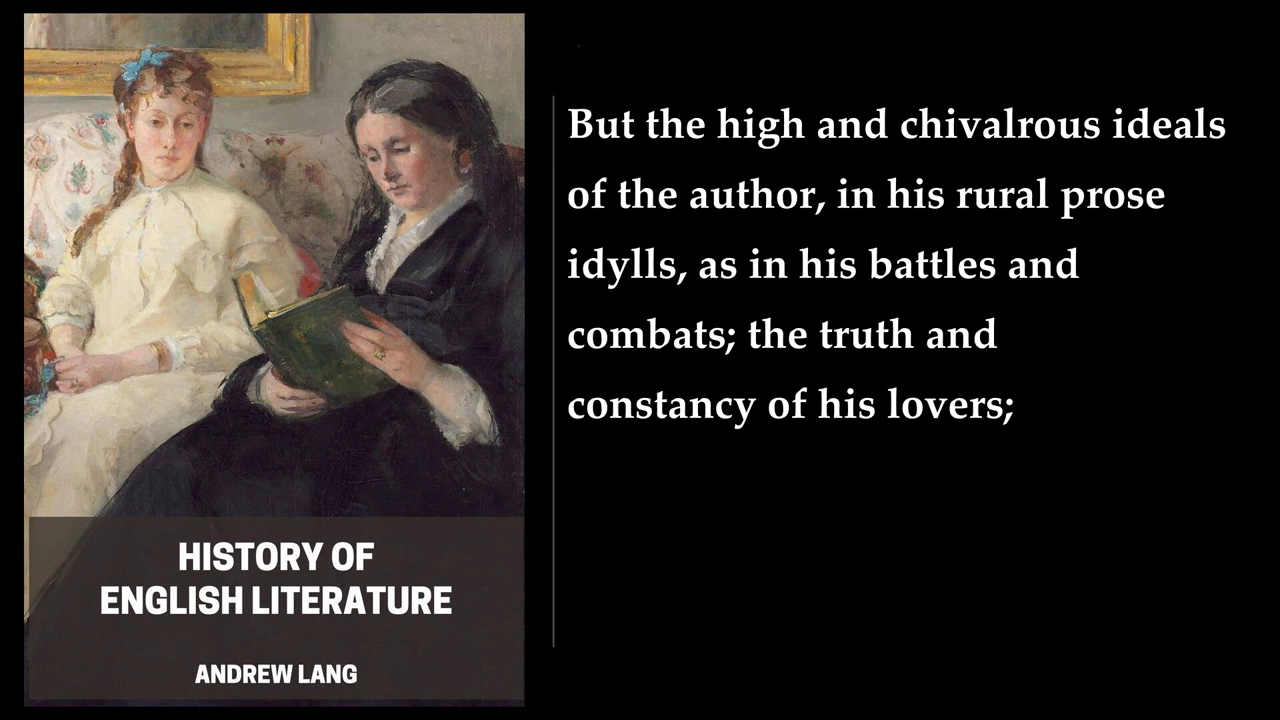 HISTORY OF
ENGLISH LITERATURE
ANDREW LANG
But the high and chivalrous ideals
of the author, in his rural prose
idylls, as in his battles and
combats; the truth and
constancy of his lovers;